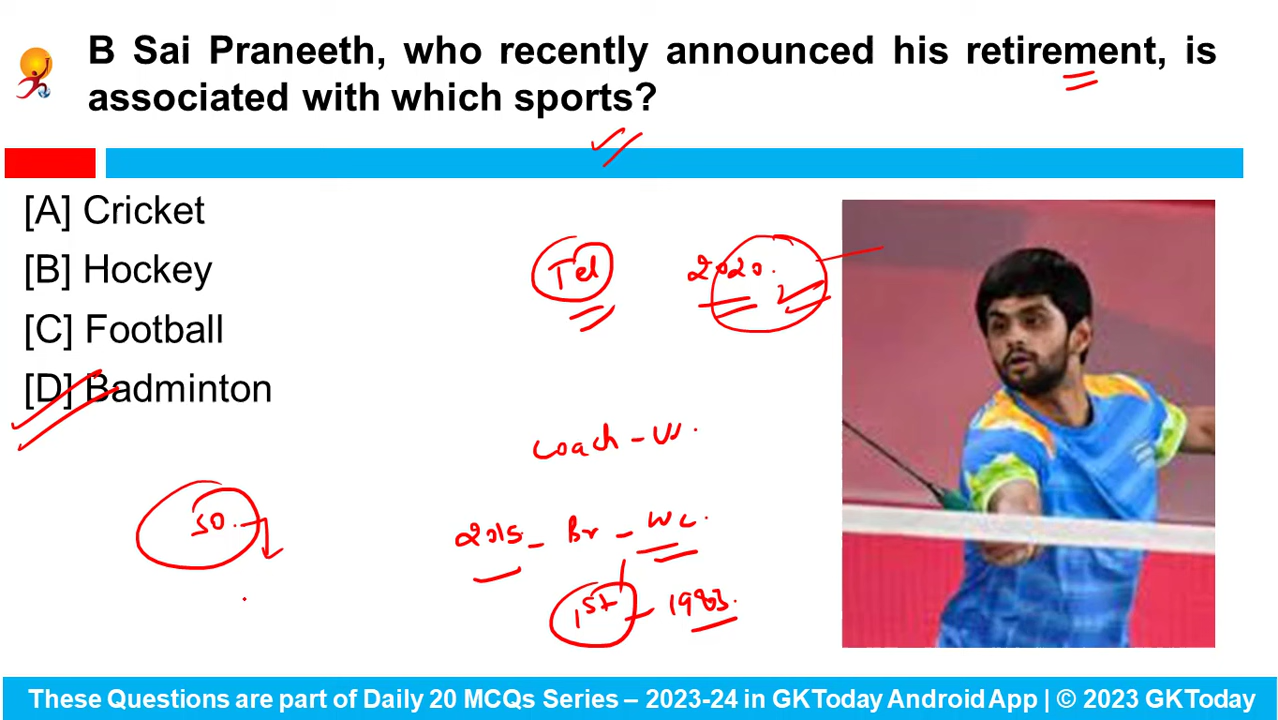 B Sai Praneeth, who recently announced his retirement, is
associated with which sports?
[A] Cricket
[B] Hockey
[C] Football
[D] Badminton
Tel 2020.
Coach - US.
50.
2015 - Br - WC.
1st - 1983.
These Questions are part of Daily 20 MCQs Series – 2023-24 in GKToday Android App | © 2023 GKToday